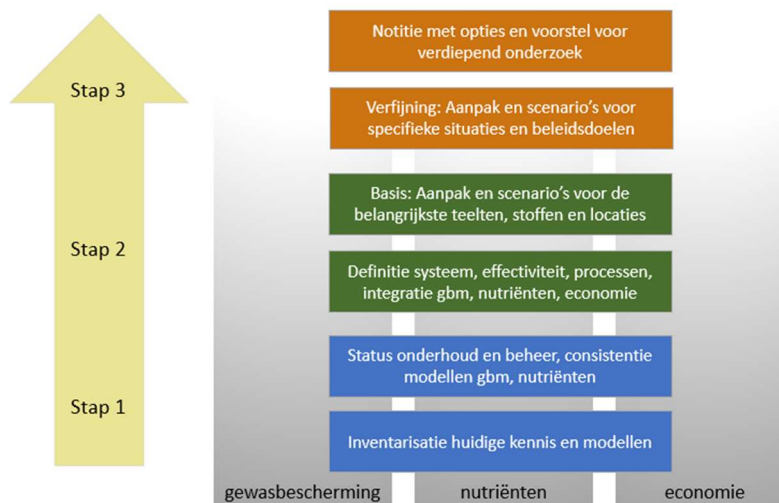 Notitie met opties en voorstel voor
verdiepend onderzoek
Stap 3
Verfijning: Aanpak en scenario's voor
specifieke situaties en beleidsdoelen
Basis: Aanpak en scenario's voor de
belangrijkste teelten, stoffen en locaties
Stap 2
Definitie systeem, effectiviteit, processen,
integratie gbm, nutriënten, economie
Status onderhoud en beheer, consistentie
modellen gbm, nutriënten
Stap 1
Inventarisatie huidige kennis en modellen
gewasbescherming nutriënten economie